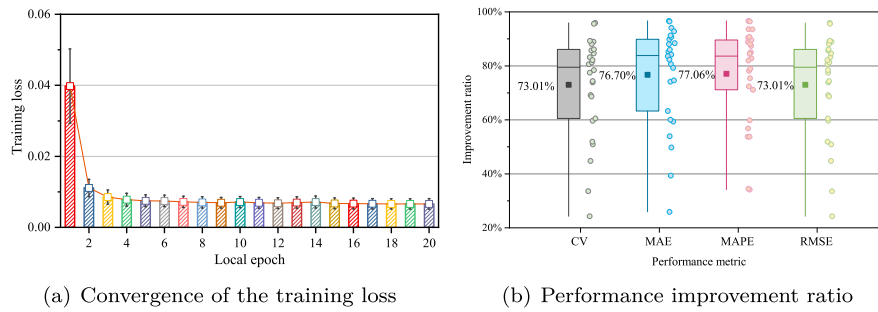 0.06
0.04
0.02
0.00
Training loss
2 4 6 8 10 12 14 16 18 20
Local epoch
(a) Convergence of the training loss
100%
80%
60%
40%
20%
Improvement ratio
73.01% 76.70% 77.06% 73.01%
CV MAE MAPE RMSE
Performance metric
(b) Performance improvement ratio